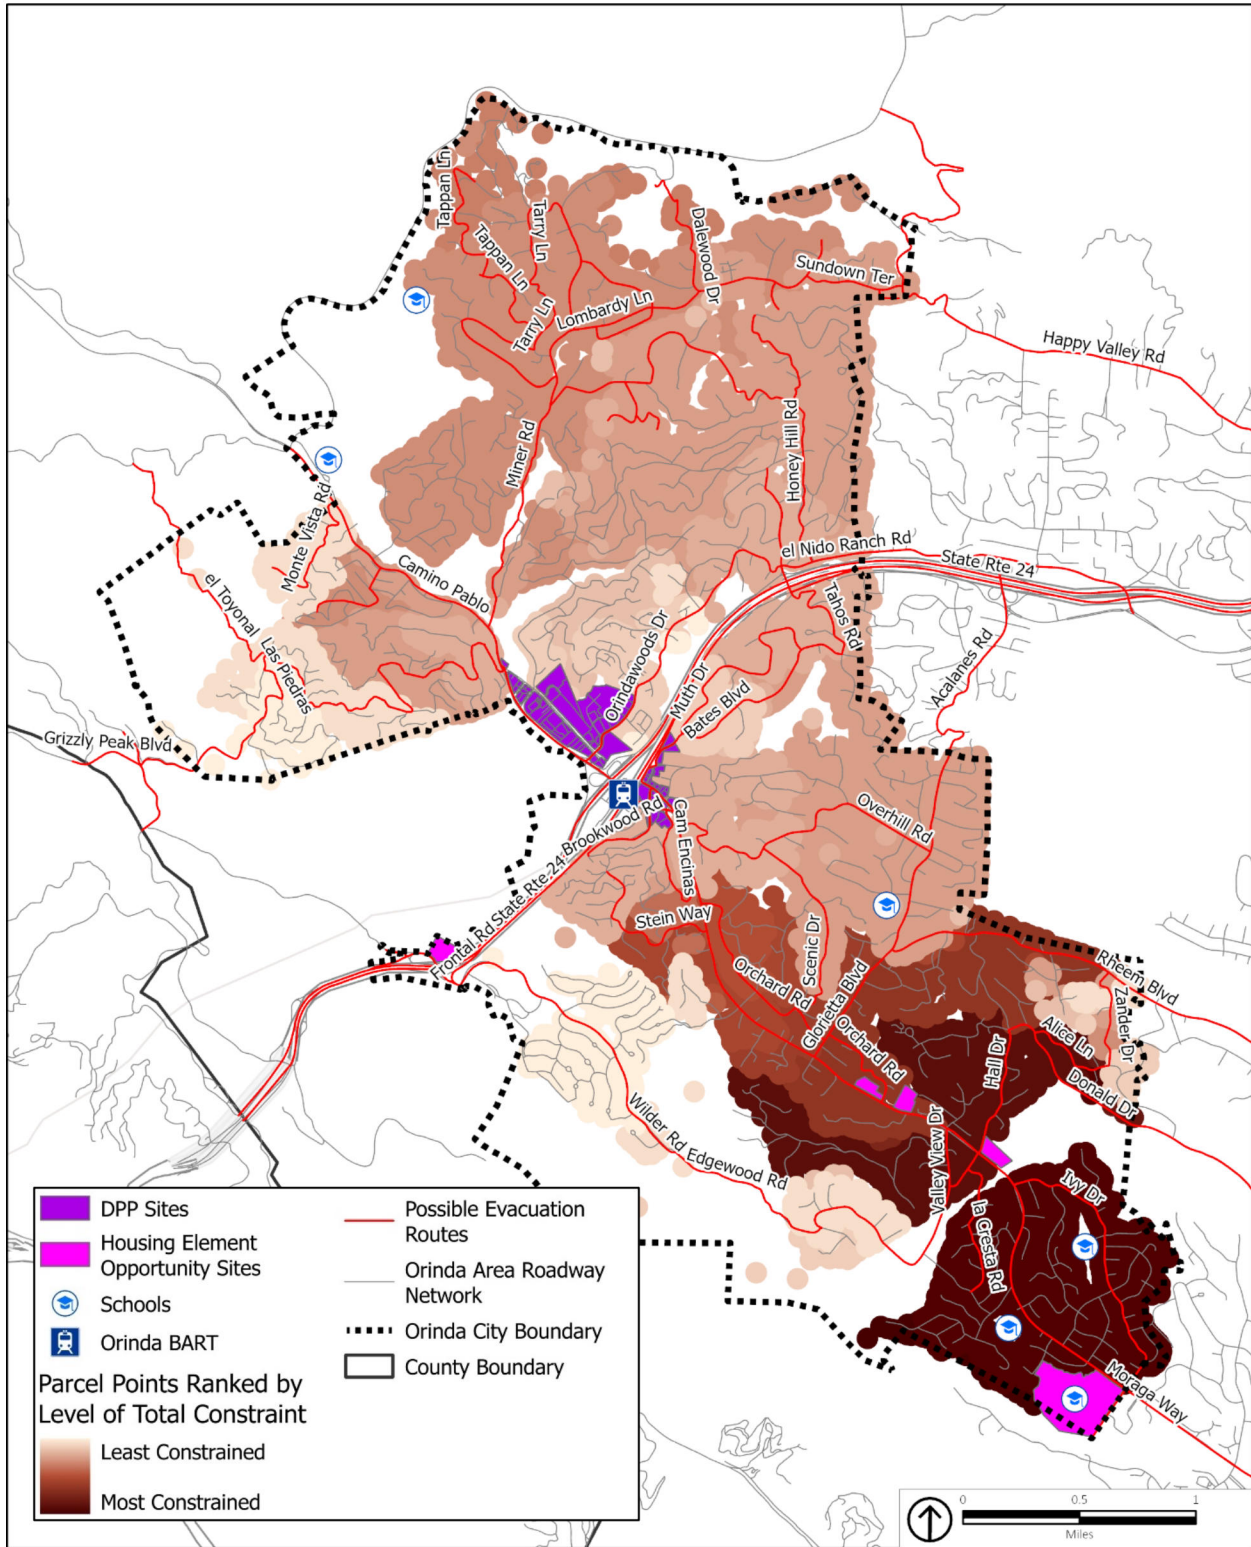 Tappan Ln
Tarry Ln
Dalewood Dr
Tappan Ln
Sundown Ter
Lombardy Ln
Tarry Ln
Happy Valley Rd
Miner Rd
Honey Hill Rd
Monte Vista Rd
el Nido Ranch Rd
State Rte 24
Camino Pablo
el Toyonal
Tahos Rd
Las Piedras
Orindawoods Dr
Acalanes Rd
Muth Dr
Bates Blvd
Grizzly Peak Blvd
Brookwood Rd
Cam Encinas
Overhill Rd
State Rte 24
Stein Way
Frontal Rd
Scenic Dr
Orchard Rd
Rheem Blvd
Zander Dr
Glorietta Blvd
Orchard Rd
Alice Ln
Hall Dr
Donald Dr
Wilder Rd
Edgewood Rd
Valley View Dr
Ivy Dr
la Cresta Rd
Moraga Way
DPP Sites
Housing Element
Opportunity Sites
Schools
Orinda BART
Parcel Points Ranked by
Level of Total Constraint
Least Constrained
Most Constrained
Possible Evacuation
Routes
Orinda Area Roadway
Network
Orinda City Boundary
County Boundary
0 0.5 1
Miles